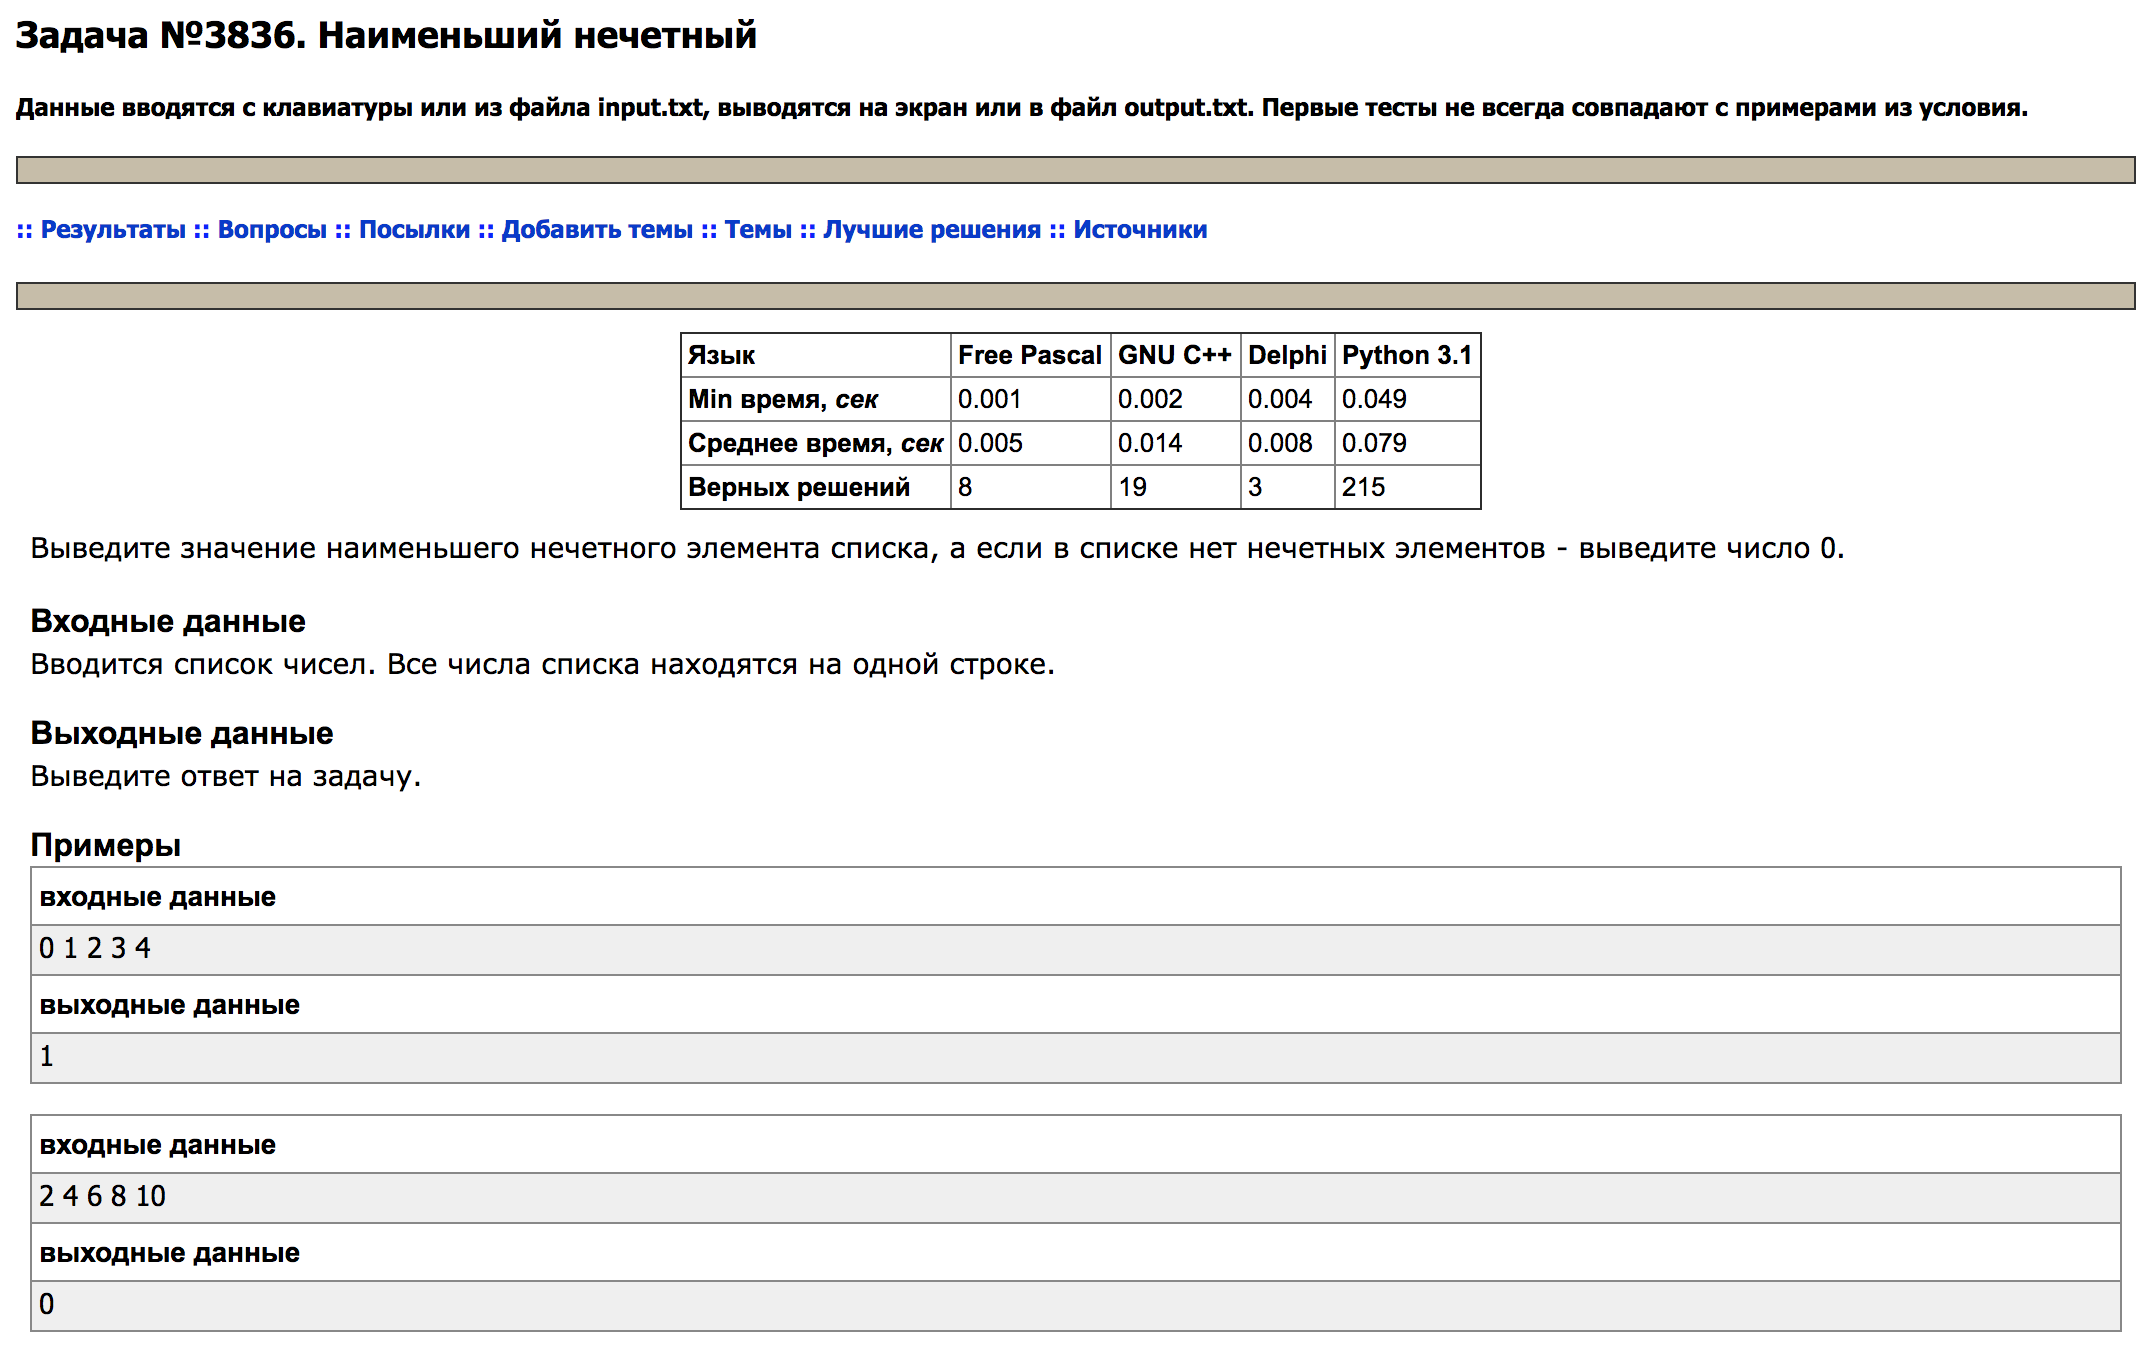 Задача №3836. Наименьший нечетный
Данные вводятся с клавиатуры или из файла input.txt, выводятся на экран или в файл output.txt. Первые тесты не всегда совпадают с примерами из условия.
:: Результаты :: Вопросы :: Посылки :: Добавить темы :: Темы :: Лучшие решения :: Источники
Язык Free Pascal GNU C++ Delphi Python 3.1
Min время, сек 0.001 0.002 0.004 0.049
Среднее время, сек 0.005 0.014 0.008 0.079
Верных решений 8 19 3 215
Выведите значение наименьшего нечетного элемента списка, а если в списке нет нечетных элементов - выведите число 0.
Входные данные
Вводится список чисел. Все числа списка находятся на одной строке.
Выходные данные
Выведите ответ на задачу.
Примеры
входные данные
0 1 2 3 4
выходные данные
1
входные данные
2 4 6 8 10
выходные данные
0